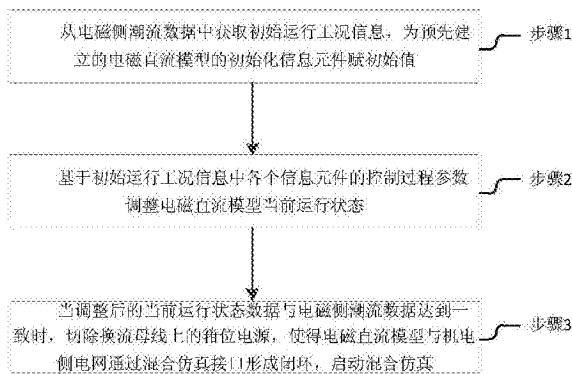 从电磁侧潮流数据中获取初始运行工况信息，为预先建
立的电磁直流模型的初始化信息元件赋初始值
步骤1
基于初始运行工况信息中各个信息元件的控制过程参数
调整电磁直流模型当前运行状态
步骤2
当调整后的当前运行状态数据与电磁侧潮流数据达到一
致时，切除换流母线上的箝位电源，使得电磁直流模型与机电
侧电网通过混合仿真接口形成闭环，启动混合仿真
步骤3